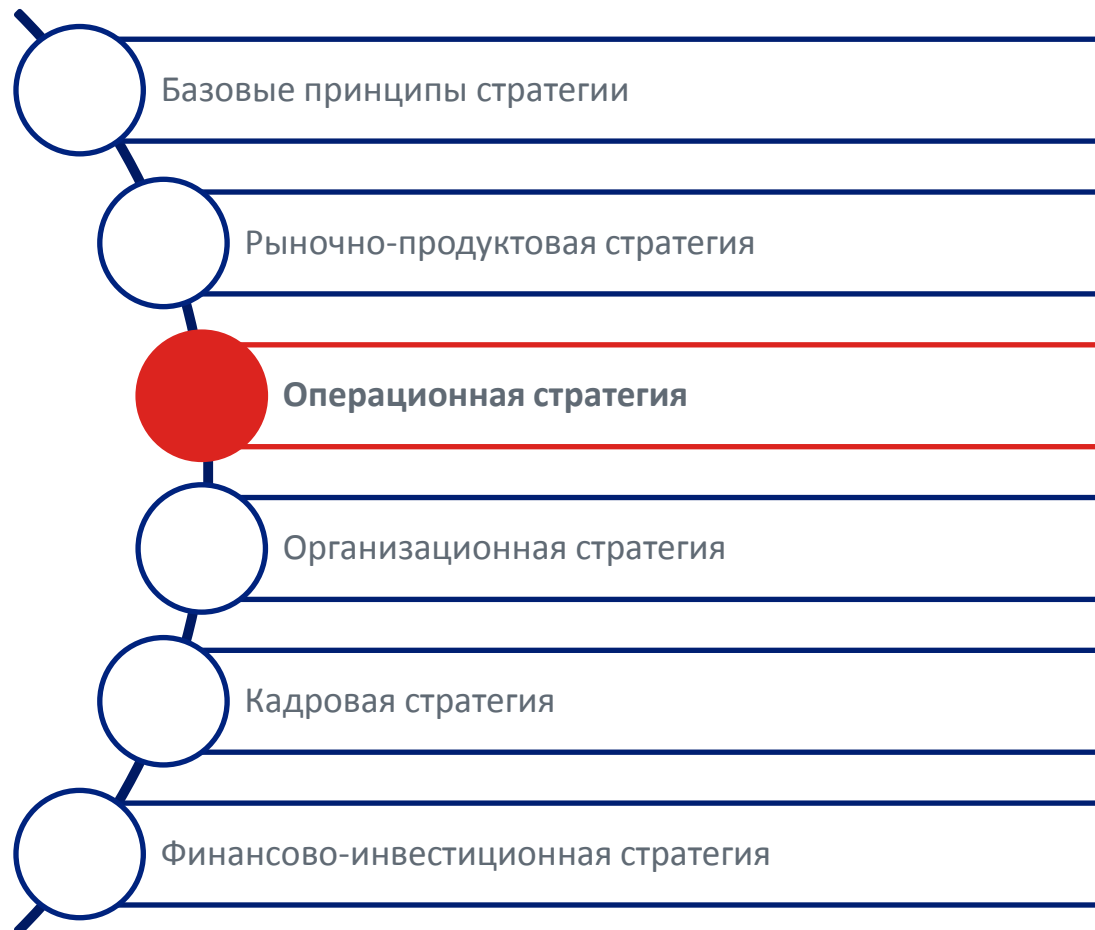 Базовые принципы стратегии
Рыночно-продуктовая стратегия
Операционная стратегия
Организационная стратегия
Кадровая стратегия
Финансово-инвестиционная стратегия